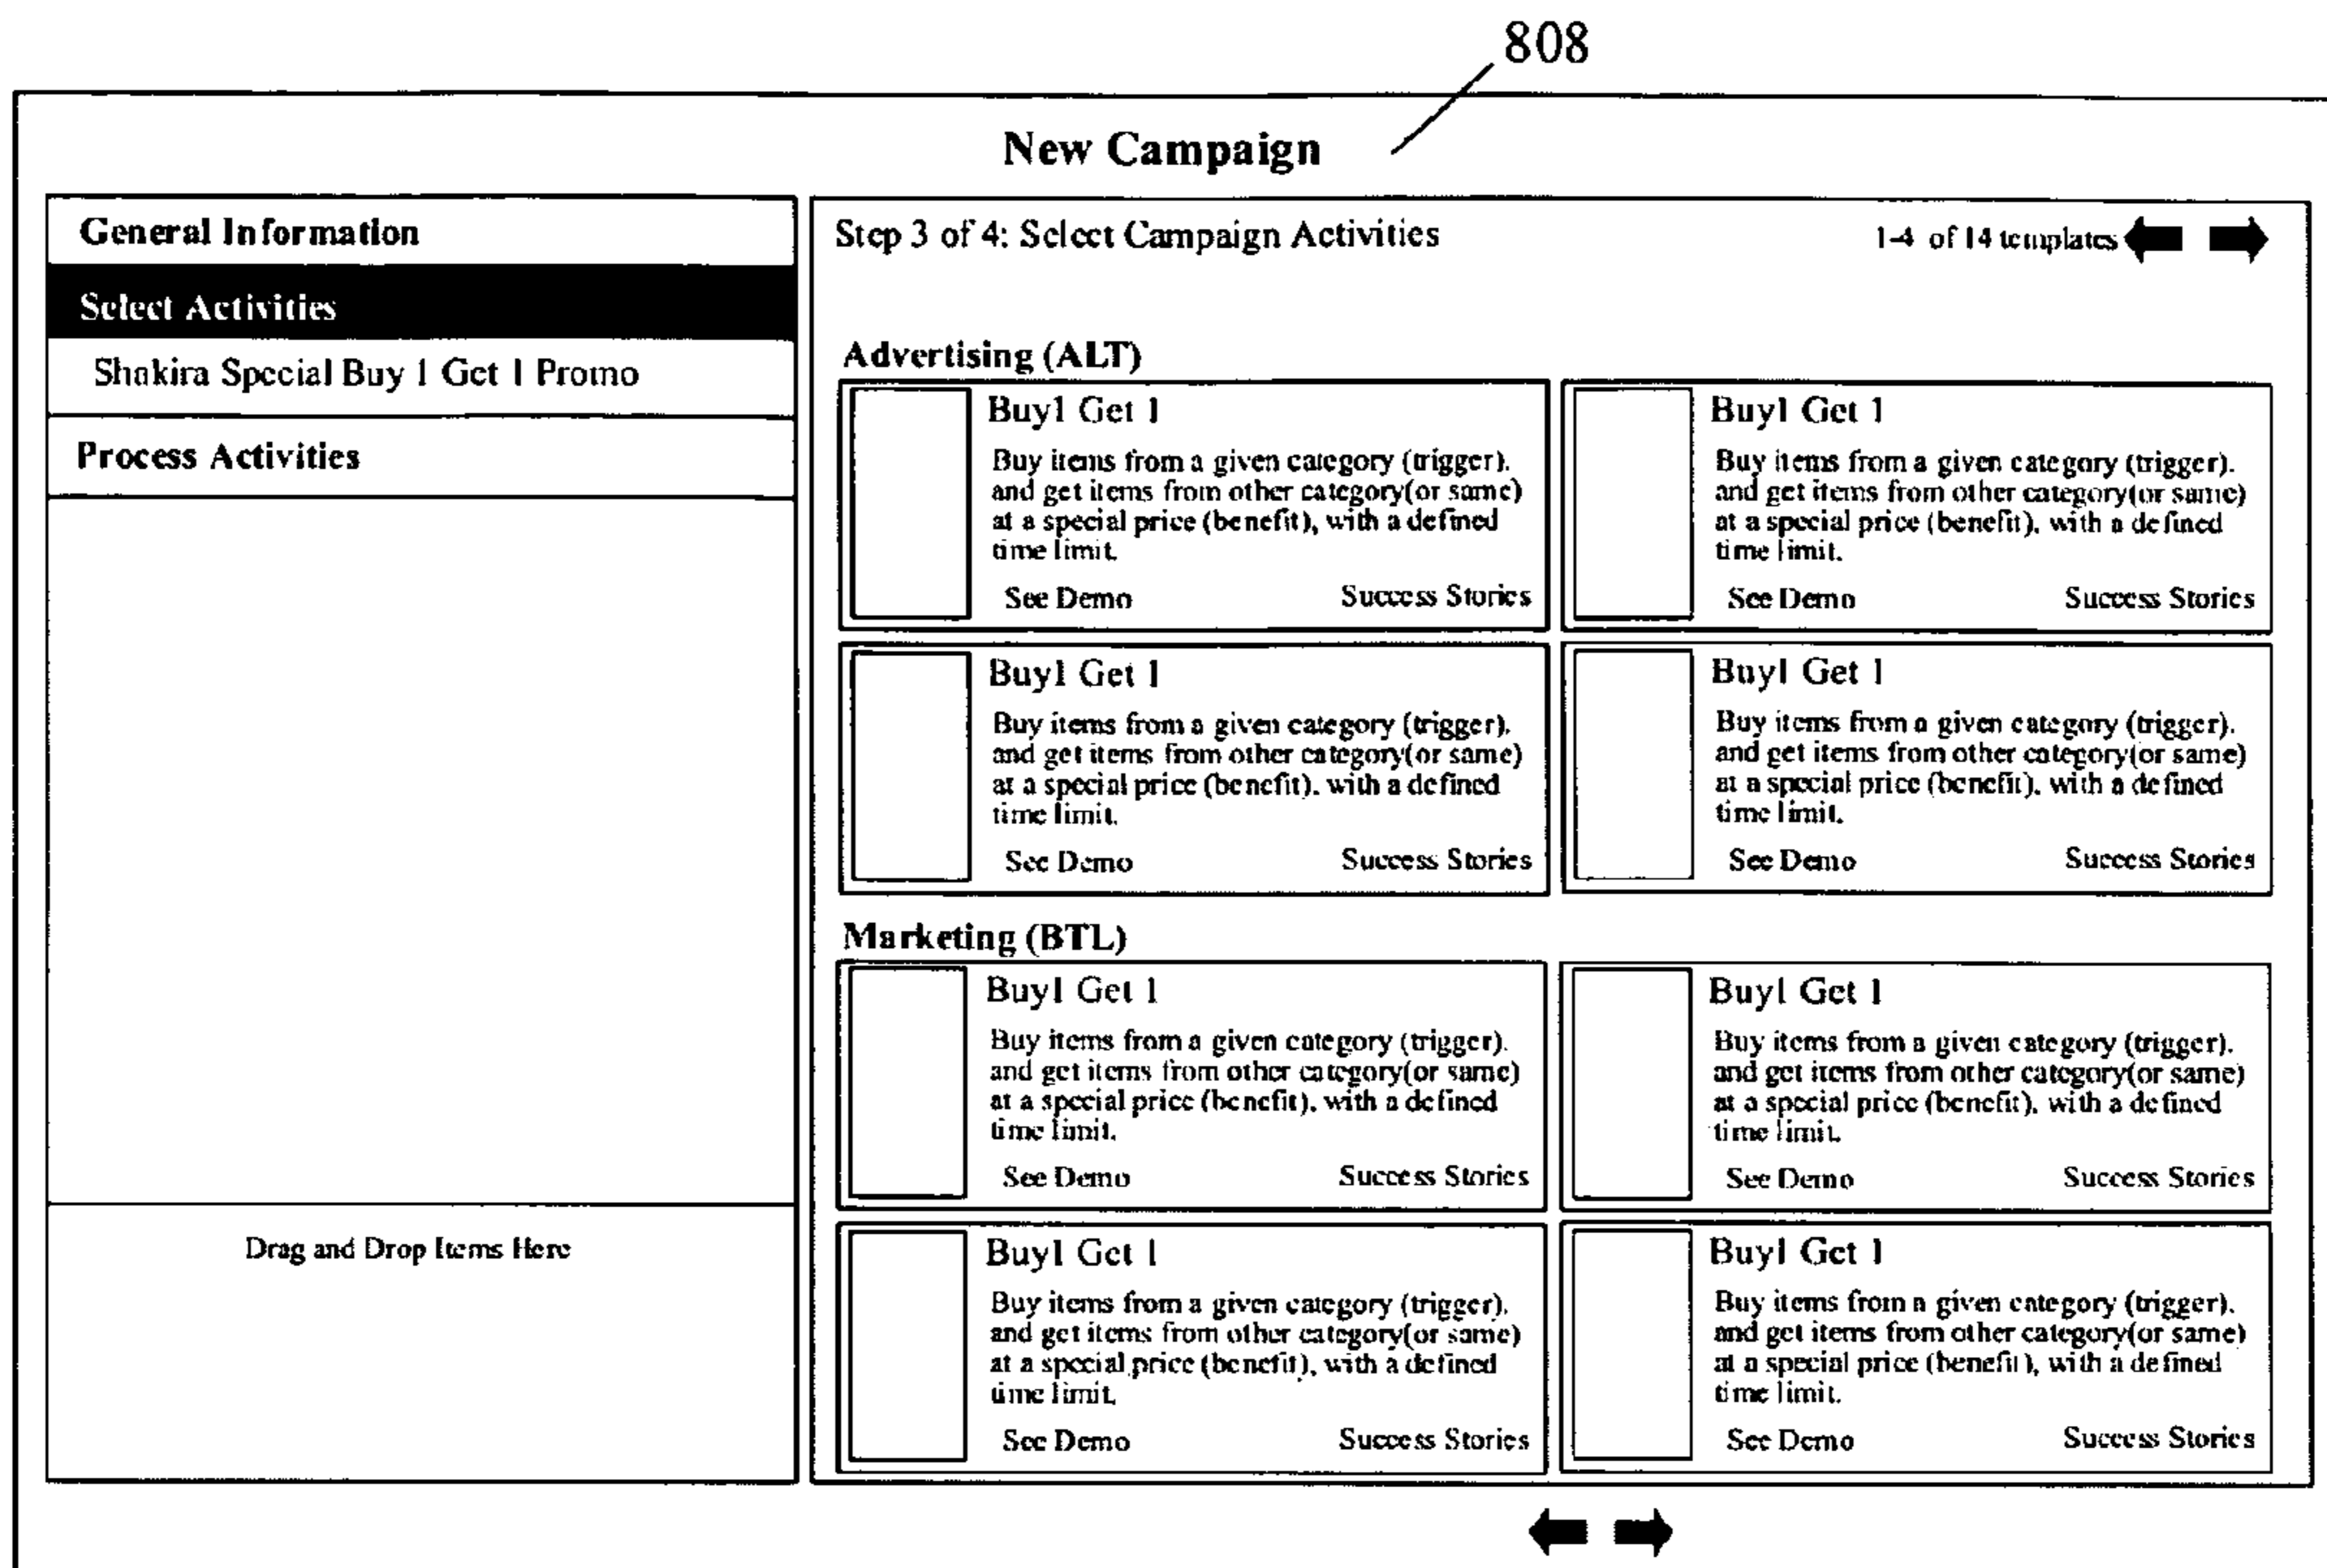 808
New Campaign
General Information
Select Activities
Shakira Special Buy 1 Get 1 Promo
Process Activities
Drag and Drop Items Here
Step 3 of 4: Select Campaign Activities
1-4 of 14 templates
Advertising (ALT)
Buy1 Get 1
Buy items from a given category (trigger).
and get items from other category(or same)
at a special price (benefit), with a defined
time limit.
See Demo Success Stories
Buy1 Get 1
Buy items from a given category (trigger).
and get items from other category(or same)
at a special price (benefit), with a defined
time limit.
See Demo Success Stories
Buy1 Get 1
Buy items from a given category (trigger).
and get items from other category(or same)
at a special price (benefit), with a defined
time limit.
See Demo Success Stories
Buy1 Get 1
Buy items from a given category (trigger).
and get items from other category(or same)
at a special price (benefit), with a defined
time limit.
See Demo Success Stories
Marketing (BTL)
Buy1 Get 1
Buy items from a given category (trigger).
and get items from other category(or same)
at a special price (benefit), with a defined
time limit.
See Demo Success Stories
Buy1 Get 1
Buy items from a given category (trigger).
and get items from other category(or same)
at a special price (benefit), with a defined
time limit.
See Demo Success Stories
Buy1 Get 1
Buy items from a given category (trigger).
and get items from other category(or same)
at a special price (benefit), with a defined
time limit.
See Demo Success Stories
Buy1 Get 1
Buy items from a given category (trigger).
and get items from other category(or same)
at a special price (benefit), with a defined
time limit.
See Demo Success Stories